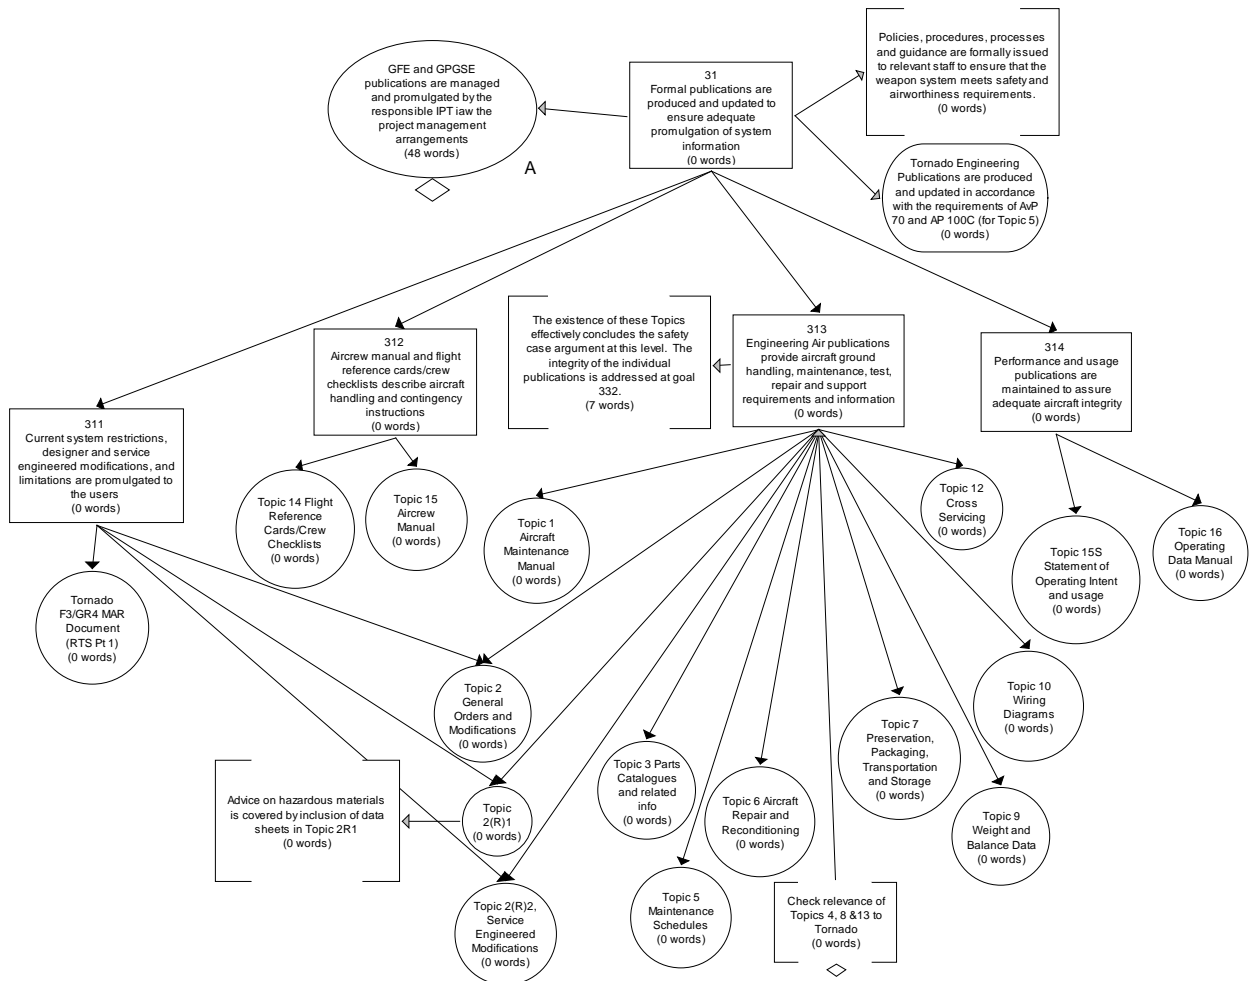 GFE and GPGSE
publications are managed
and promulgated by the
responsible IPT iaw the
project management
arrangements
(48 words)
A
31
Formal publications are
produced and updated to
ensure adequate
promulgation of system
information
(0 words)
Policies, procedures, processes
and guidance are formally issued
to relevant staff to ensure that the
weapon system meets safety and
airworthiness requirements.
(0 words)
Tornado Engineering
Publications are produced
and updated in accordance
with the requirements of AvP
70 and AP 100C (for Topic 5)
(0 words)
311
Current system restrictions,
designer and service
engineered modifications, and
limitations are promulgated to
the users
(0 words)
312
Aircrew manual and flight
reference cards/crew
checklists describe aircraft
handling and contingency
instructions
(0 words)
The existence of these Topics
effectively concludes the safety
case argument at this level. The
integrity of the individual
publications is addressed at goal
332.
(7 words)
313
Engineering Air publications
provide aircraft ground
handling, maintenance, test,
repair and support
requirements and information
(0 words)
314
Performance and usage
publications are
maintained to assure
adequate aircraft integrity
(0 words)
Tornado
F3/GR4 MAR
Document
(RTS Pt 1)
(0 words)
Topic 14 Flight
Reference
Cards/Crew
Checklists
(0 words)
Topic 15
Aircrew
Manual
(0 words)
Topic 1
Aircraft
Maintenance
Manual
(0 words)
Topic 12
Cross
Servicing
(0 words)
Topic 15S
Statement of
Operating Intent
and usage
(0 words)
Topic 16
Operating
Data Manual
(0 words)
Topic 2
General
Orders and
Modifications
(0 words)
Topic 10
Wiring
Diagrams
(0 words)
Topic 7
Preservation,
Packaging,
Transportation
and Storage
(0 words)
Topic 3 Parts
Catalogues
and related
info
(0 words)
Topic 6 Aircraft
Repair and
Reconditioning
(0 words)
Topic 9
Weight and
Balance Data
(0 words)
Advice on hazardous materials
is covered by inclusion of data
sheets in Topic 2R1
(0 words)
Topic
2(R)1
(0 words)
Topic 2(R)2,
Service
Engineered
Modifications
(0 words)
Topic 5
Maintenance
Schedules
(0 words)
Check relevance of
Topics 4, 8 &13 to
Tornado
(0 words)